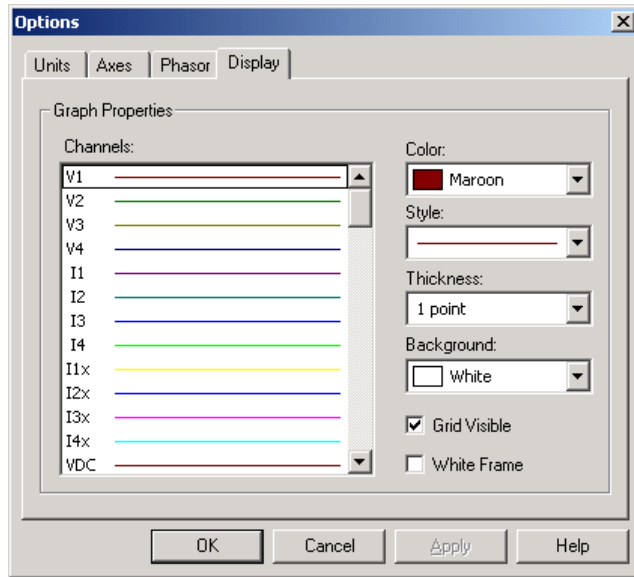 Options
Units Axes Phasor Display
Graph Properties
Channels:
V1
V2
V3
V4
I1
I2
I3
I4
I1x
I2x
I3x
I4x
VDC
Color:
Maroon
Style:
Thickness:
1 point
Background:
White
Grid Visible
White Frame
OK Cancel Apply Help